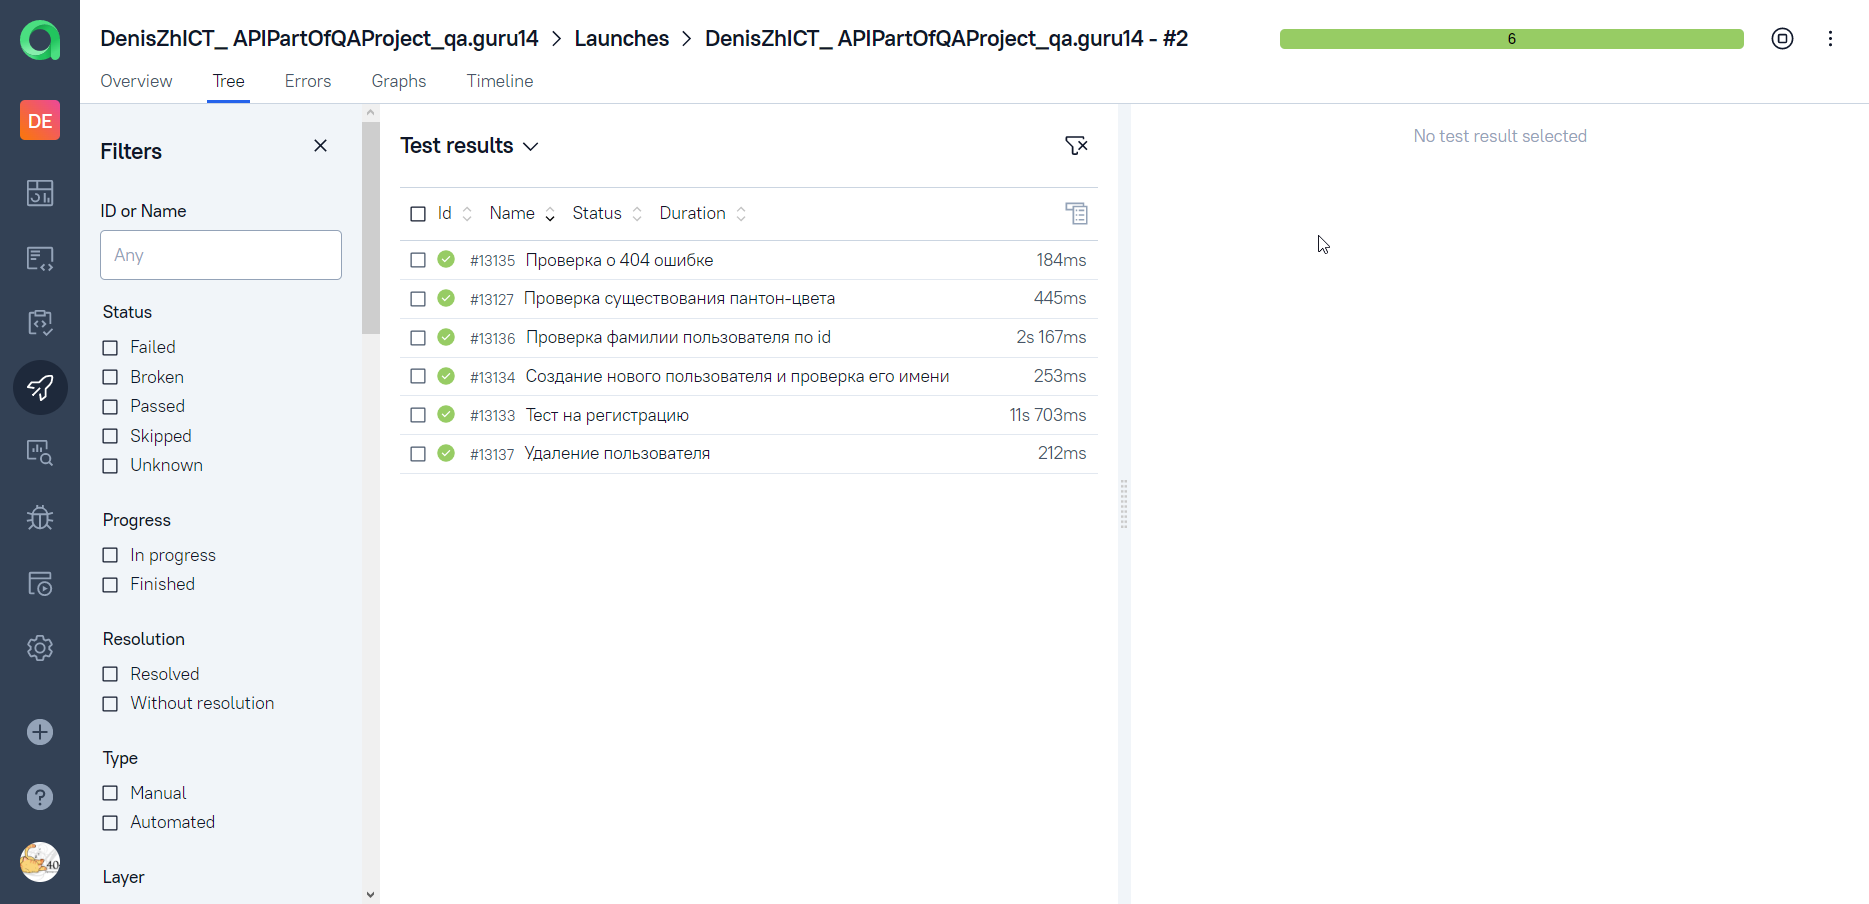 DenisZhICT_ APIPartOfQAProject_qa.guru14 > Launches > DenisZhICT_ APIPartOfQAProject_qa.guru14 - #2
6
Overview Tree Errors Graphs Timeline
DE
Filters
ID or Name
Any
Status
Failed
Broken
Passed
Skipped
Unknown
Progress
In progress
Finished
Resolution
Resolved
Without resolution
Type
Manual
Automated
Layer
40
Test results
Id Name Status Duration
#13135 Проверка о 404 ошибке 184ms
#13127 Проверка существования пантон-цвета 445ms
#13136 Проверка фамилии пользователя по id 2s 167ms
#13134 Создание нового пользователя и проверка его имени 253ms
#13133 Тест на регистрацию 11s 703ms
#13137 Удаление пользователя 212ms
No test result selected